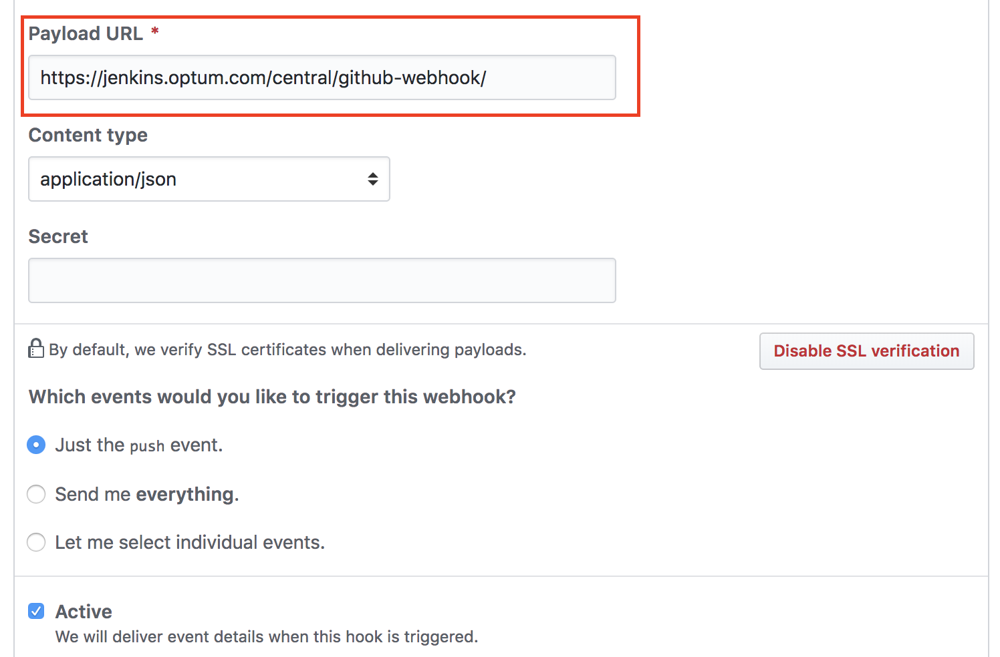 Payload URL *
https://jenkins.optum.com/central/github-webhook/
Content type
application/json
Secret
By default, we verify SSL certificates when delivering payloads.
Disable SSL verification
Which events would you like to trigger this webhook?
Just the push event.
Send me everything.
Let me select individual events.
Active
We will deliver event details when this hook is triggered.